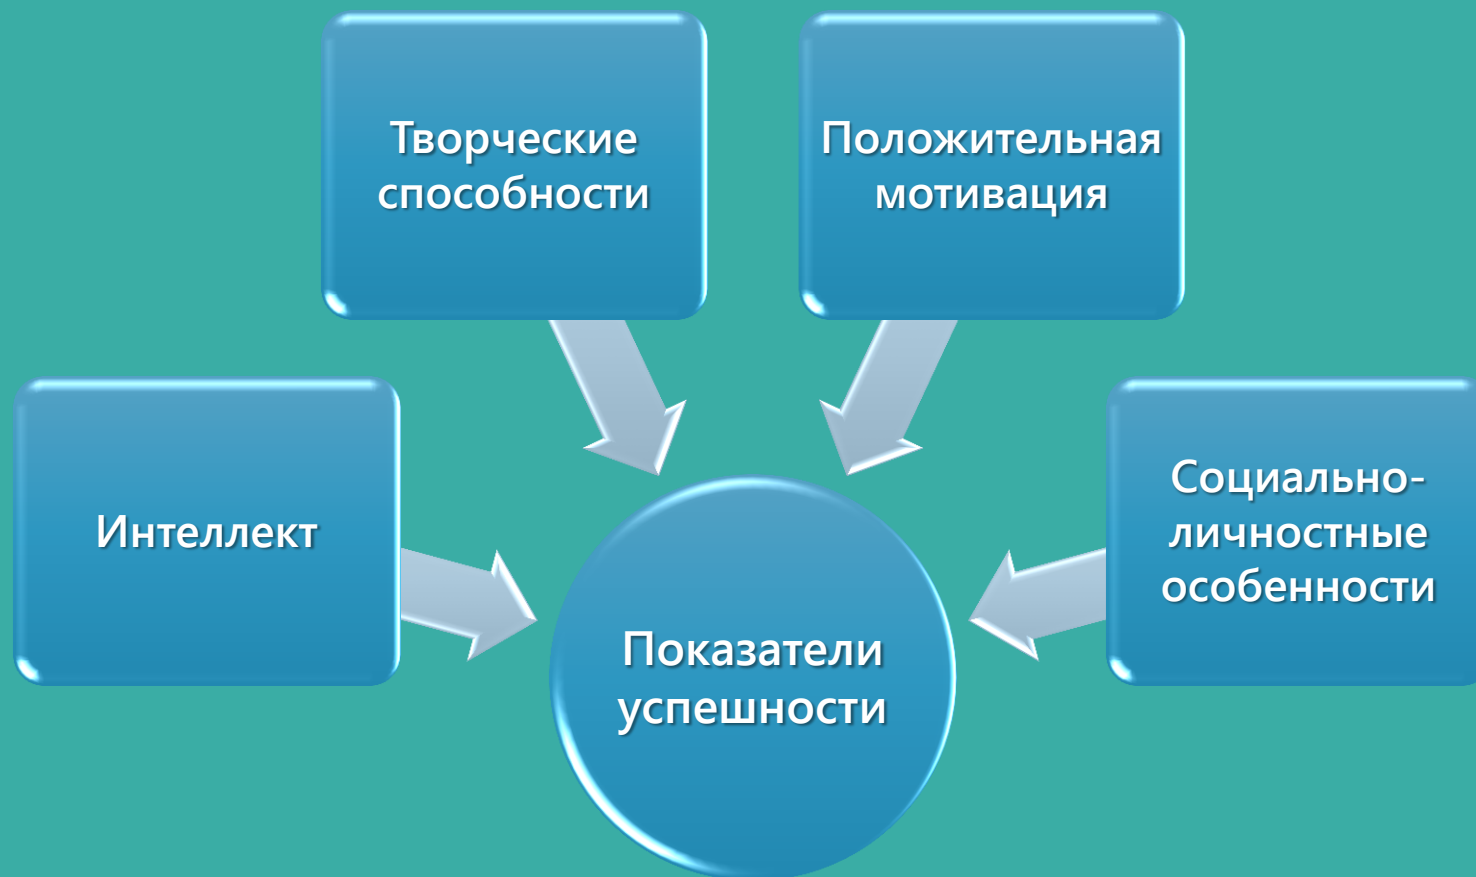 Творческие
способности
Положительная
мотивация
Интеллект
Социально-
личностные
особенности
Показатели
успешности